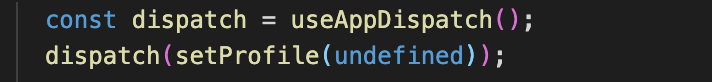 const dispatch = useAppDispatch();
dispatch(setProfile(undefined));